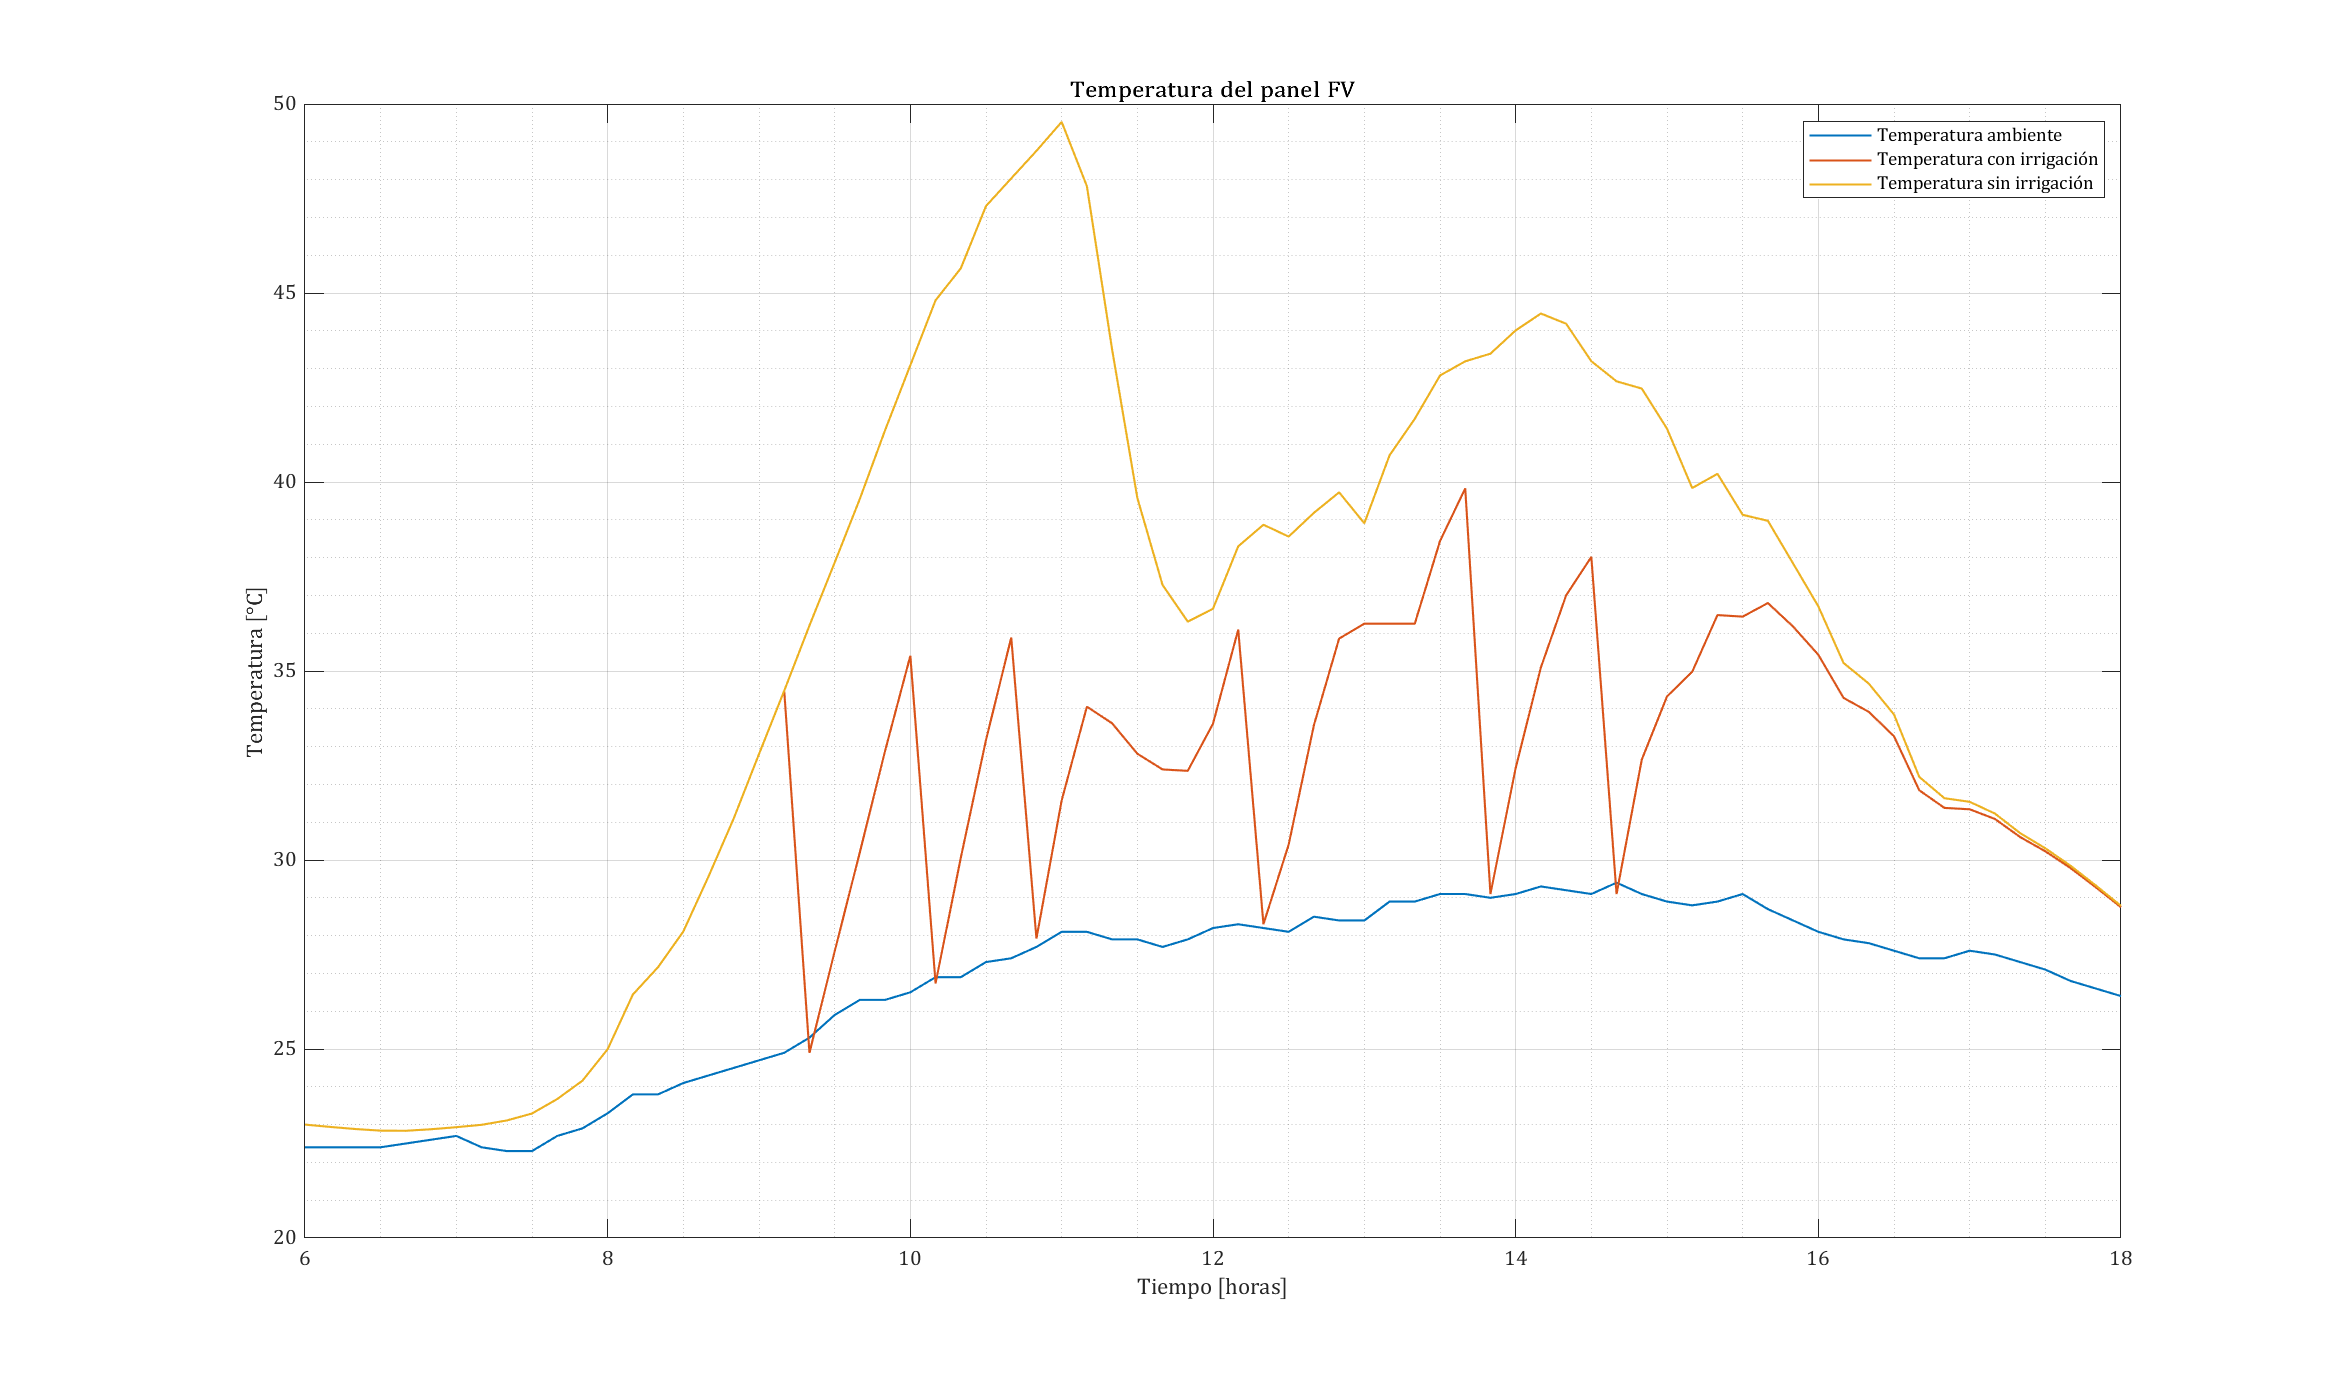 Temperatura del panel FV
50
45
40
35
30
25
20
Temperatura [°C]
Temperatura ambiente
Temperatura con irrigación
Temperatura sin irrigación
6 8 10 12 14 16 18
Tiempo [horas]